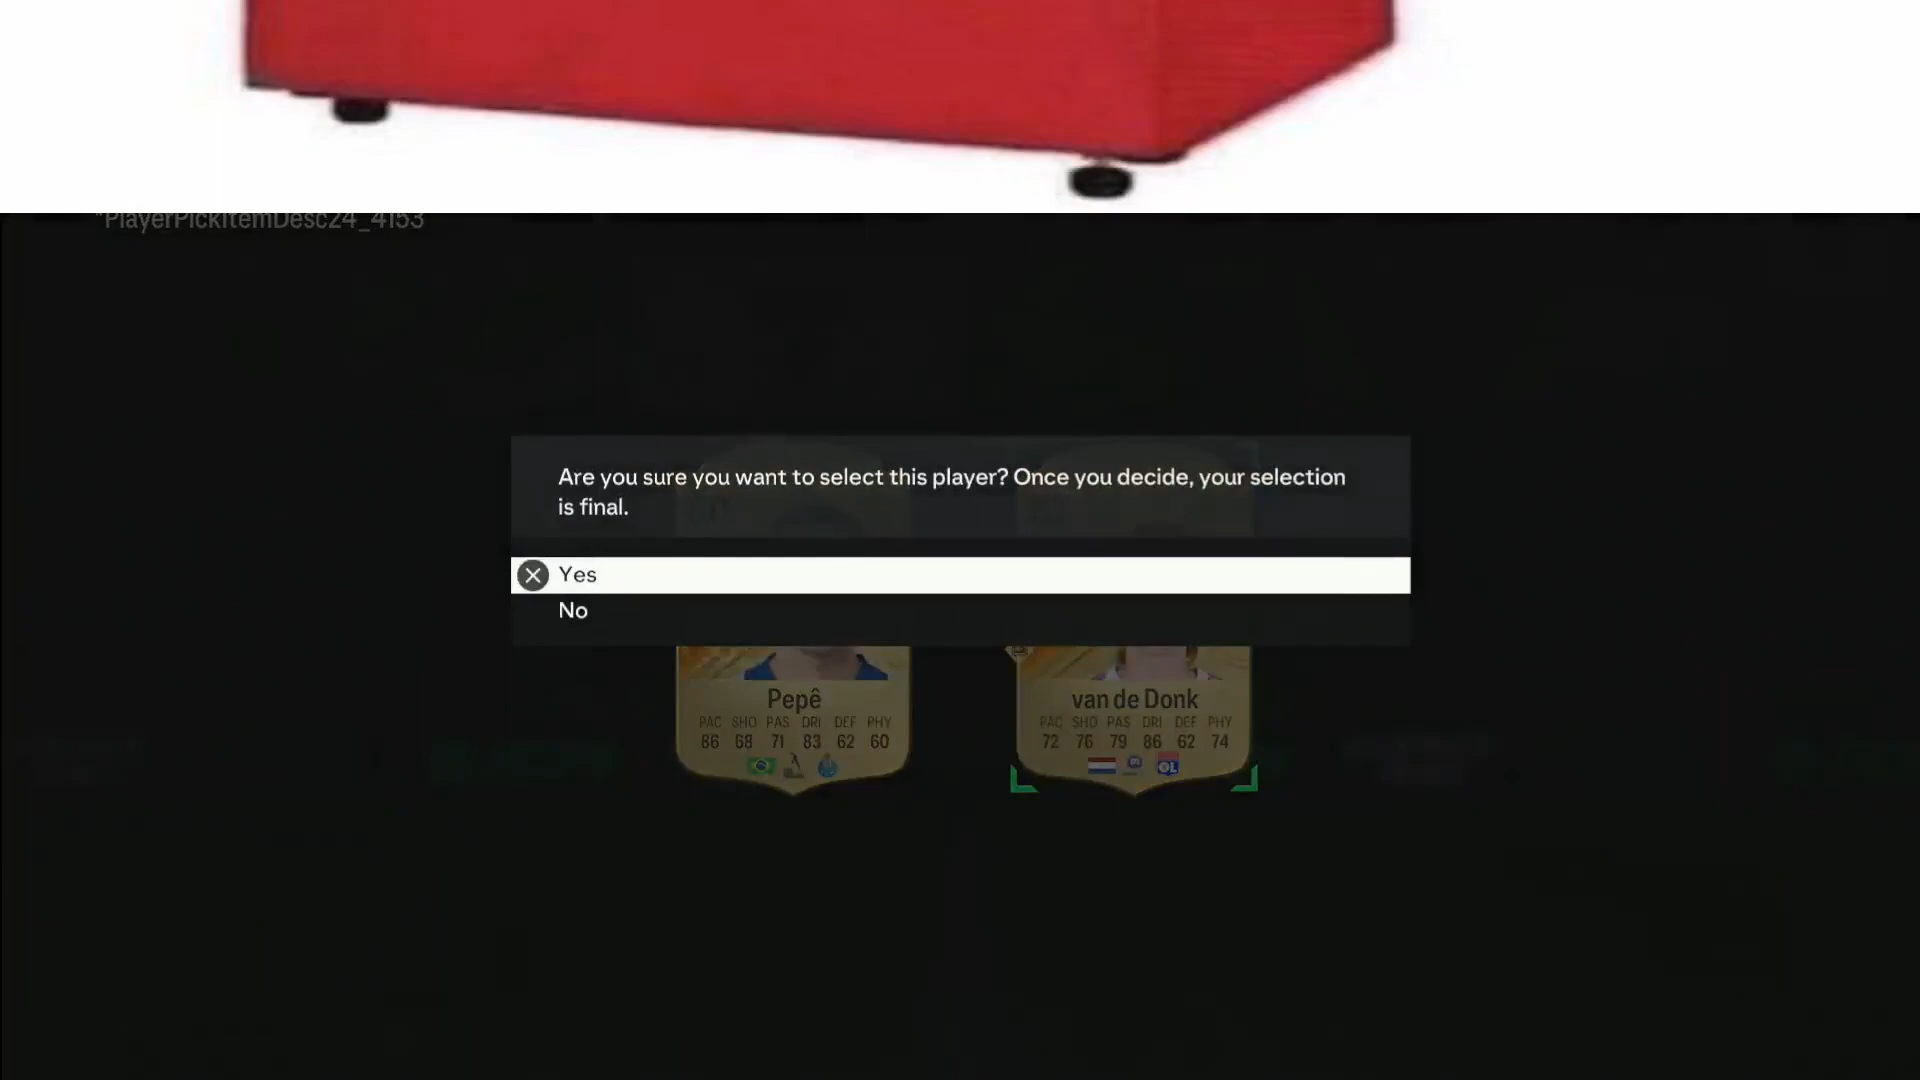 "PlayerPickItemDesc24_4153
Are you sure you want to select this player? Once you decide, your selection
is final.
Yes
No
Pepê
PAC SHO PAS DRI DEF PHY
86 68 71 83 62 60
van de Donk
PAC SHO PAS DRI DEF PHY
72 76 79 86 62 74
OL